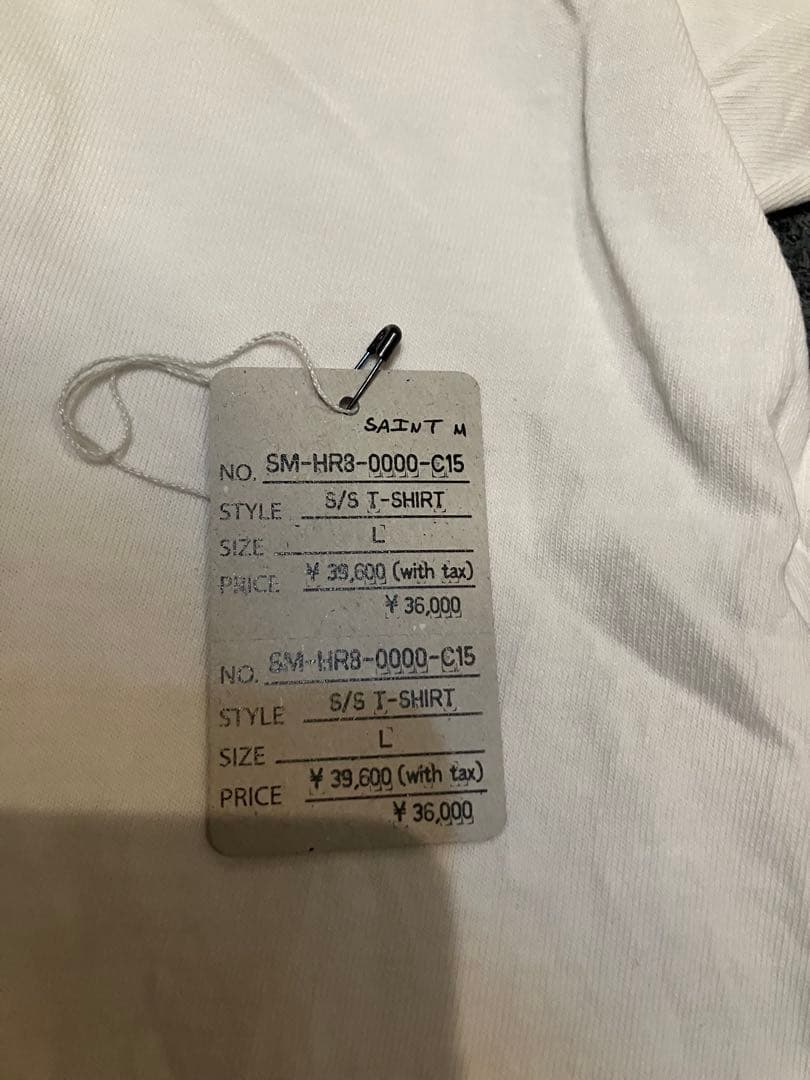 SAINT M
NO. SM-HR8-0000-C15
STYLE S/S T-SHIRT
SIZE L
PRICE ¥ 39,600 (with tax)
¥ 36,000
NO. SM-HR8-0000-C15
STYLE S/S T-SHIRT
SIZE L
PRICE ¥ 39,600 (with tax)
¥ 36,000